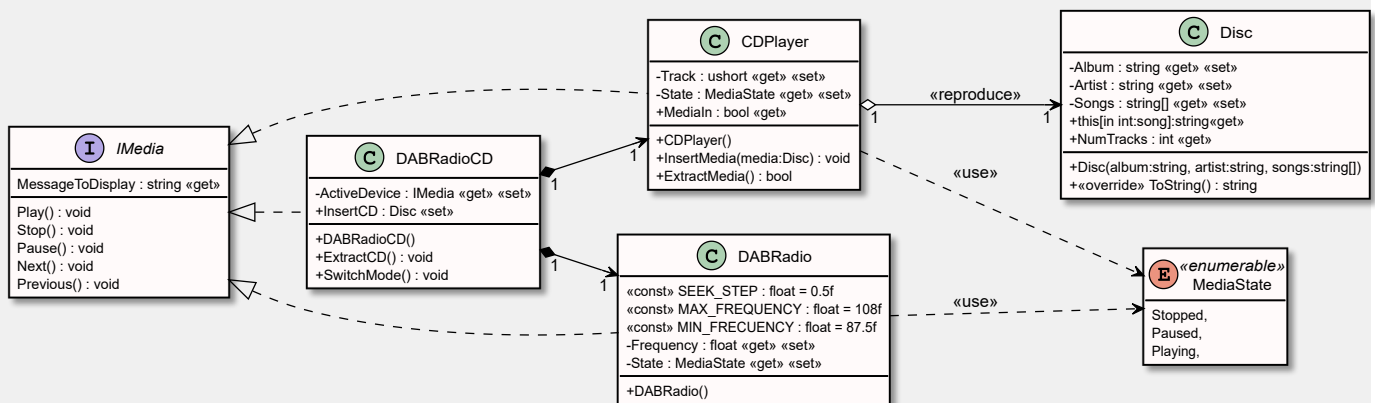 I IMedia
MessageToDisplay : string «get»
Play() : void
Stop() : void
Pause() : void
Next() : void
Previous() : void
C DABRadioCD
-ActiveDevice : IMedia «get» «set»
+InsertCD : Disc «set»
+DABRadioCD()
+ExtractCD() : void
+SwitchMode() : void
1
1
1
1
C CDPlayer
-Track : ushort «get» «set»
-State : MediaState «get» «set»
+MediaIn : bool «get»
+CDPlayer()
+InsertMedia(media:Disc) : void
+ExtractMedia() : bool
C DABRadio
«const» SEEK_STEP : float = 0.5f
«const» MAX_FREQUENCY : float = 108f
«const» MIN_FRECUENCY : float = 87.5f
-Frequency : float «get» «set»
-State : MediaState «get» «set»
+DABRadio()
«reproduce»
1
1
«use»
«use»
C Disc
-Album : string «get» «set»
-Artist : string «get» «set»
-Songs : string[] «get» «set»
+this[in int:song]:string«get»
+NumTracks : int «get»
+Disc(album:string, artist:string, songs:string[])
+«override» ToString() : string
E «enumerable»
MediaState
Stopped,
Paused,
Playing,